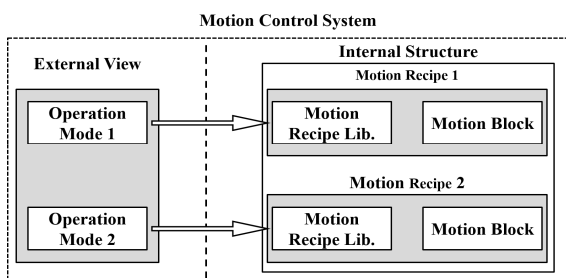 Motion Control System
External View
Internal Structure
Motion Recipe 1
Operation
Mode 1
Motion
Recipe Lib.
Motion Block
Motion Recipe 2
Operation
Mode 2
Motion
Recipe Lib.
Motion Block